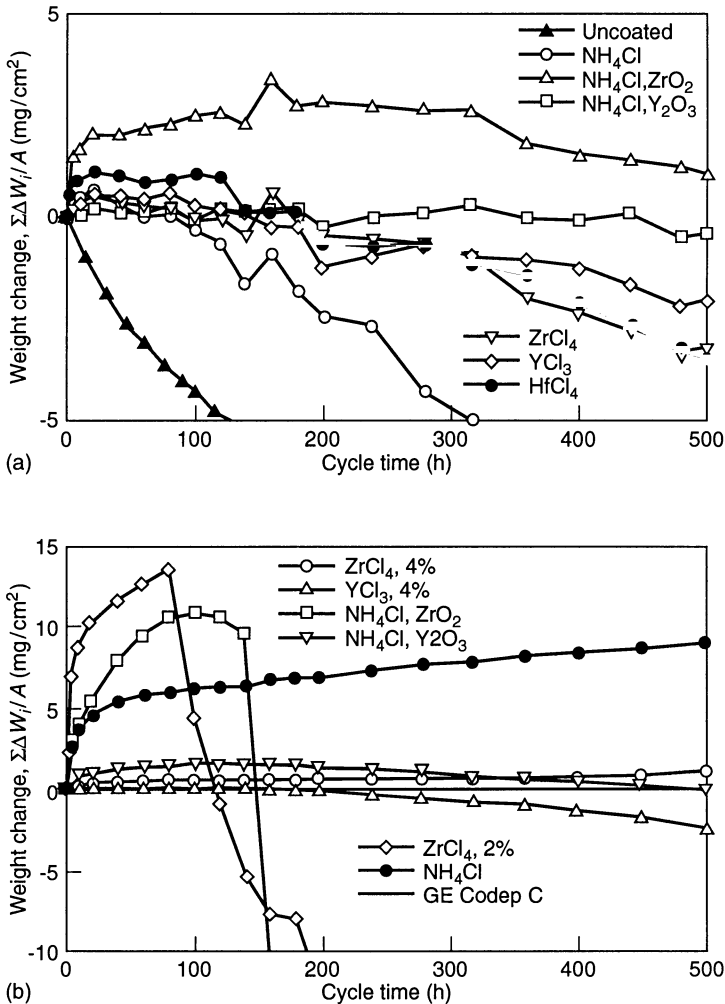 5
Uncoated
NH4Cl
NH4Cl,ZrO2
NH4Cl,Y2O3
Weight change, ΣΔWi/A (mg/cm2)
0
ZrCl4
YCl3
HfCl4
-5
0 100 200 300 400 500
(a)
Cycle time (h)
15
ZrCl4, 4%
YCl3, 4%
NH4Cl, ZrO2
NH4Cl, Y2O3
10
Weight change, ΣΔWi/A (mg/cm2)
5
0
ZrCl4, 2%
NH4Cl
GE Codep C
-5
-10
0 100 200 300 400 500
(b)
Cycle time (h)